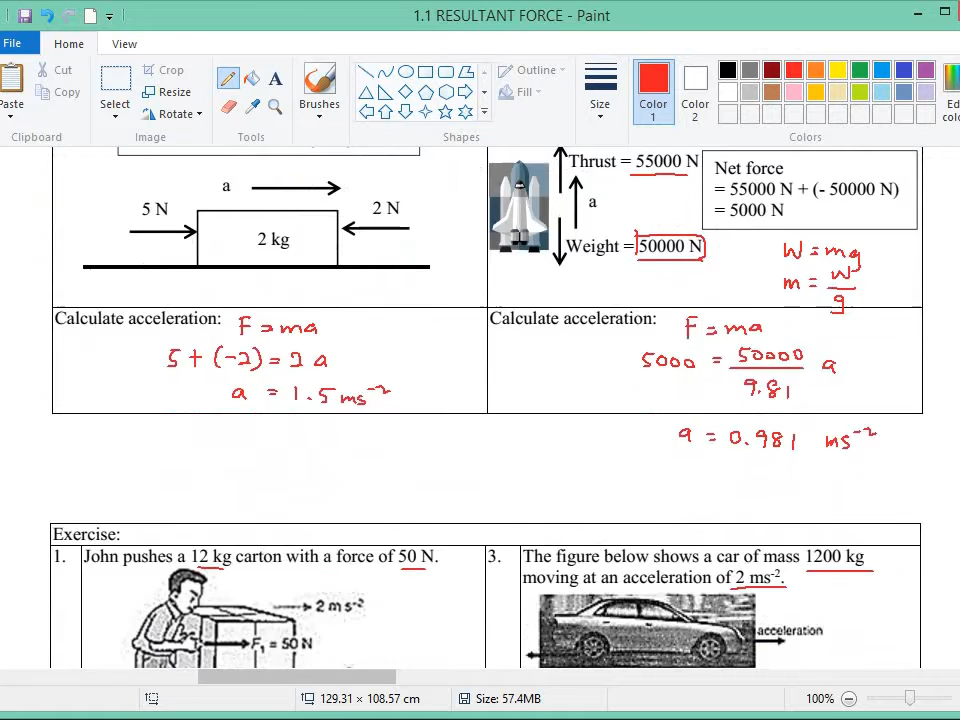 1.1 RESULTANT FORCE - Paint
File
Home
View
Paste
Cut
Copy
Clipboard
Select
Crop
Resize
Rotate
Image
A
Tools
Brushes
Outline
Fill
Shapes
Size
Color
1
Color
2
Colors
a
5 N
2 N
2 kg
Thrust = 55000 N
a
Weight = 50000 N
Net force
= 55000 N + (- 50000 N)
= 5000 N
W = mg
m = W
g
Calculate acceleration:
F = ma
5 + (-2) = 2 a
a = 1.5 ms⁻²
Calculate acceleration:
F = ma
5000 = 50000 a
9.81
a = 0.981 ms⁻²
Exercise:
1. John pushes a 12 kg carton with a force of 50 N.
2 m s⁻²
F₁ = 50 N
3. The figure below shows a car of mass 1200 kg
moving at an acceleration of 2 ms⁻².
acceleration
129.31 × 108.57 cm
Size: 57.4MB
100%